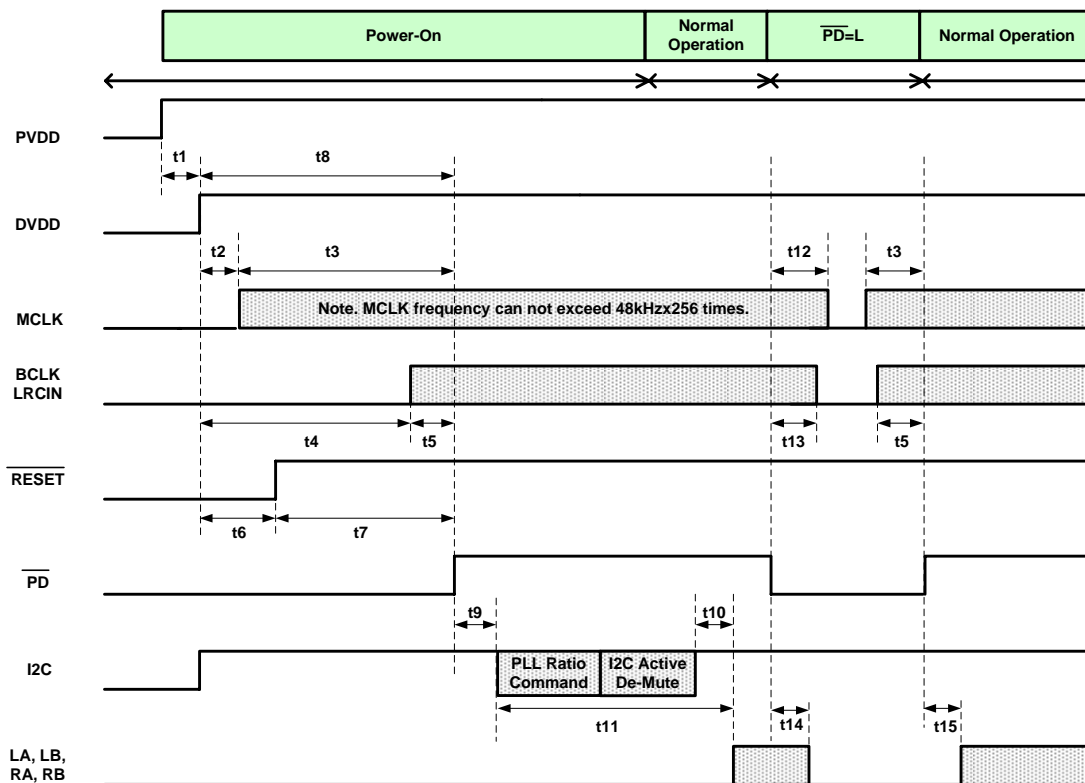 Power-On
Normal
Operation
PD=L
Normal Operation
PVDD
t1
t8
DVDD
t2
t3
t12
t3
MCLK
Note. MCLK frequency can not exceed 48kHzx256 times.
BCLK
LRCIN
t4
t5
t13
t5
RESET
t6
t7
PD
t9
t10
I2C
PLL Ratio
Command
I2C Active
De-Mute
t11
t14
t15
LA, LB,
RA, RB